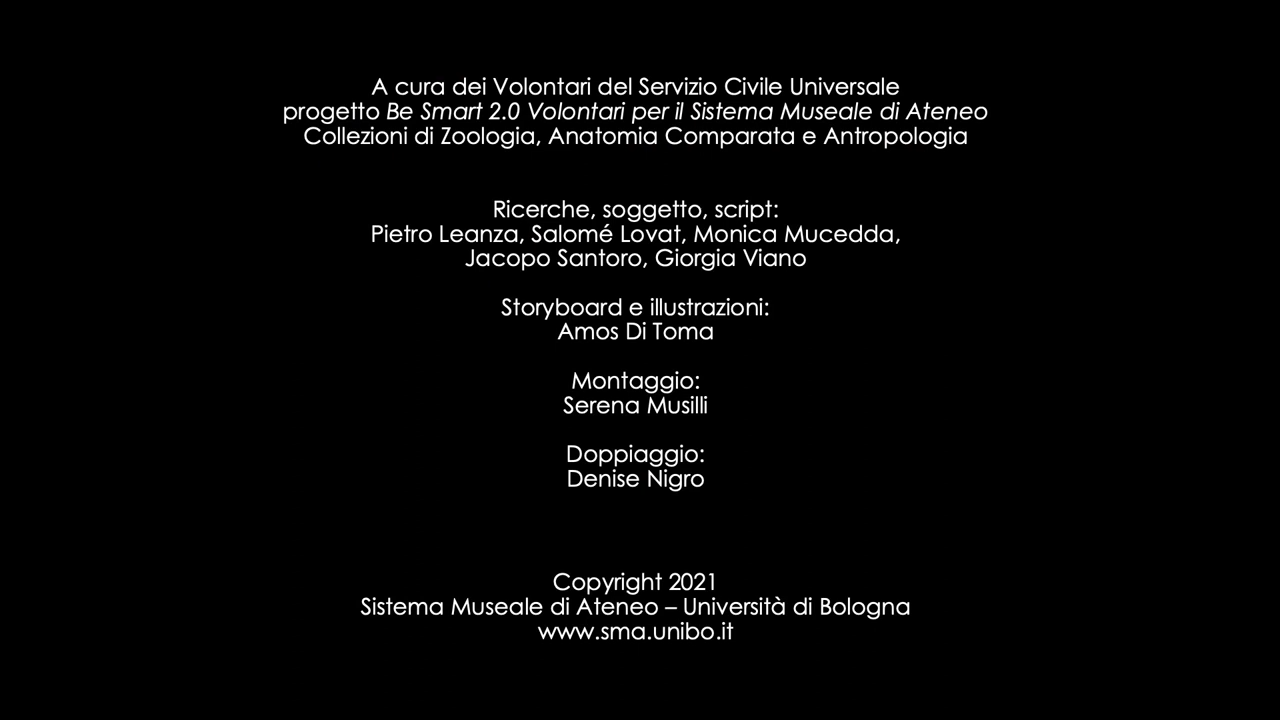 A cura dei Volontari del Servizio Civile Universale
progetto Be Smart 2.0 Volontari per il Sistema Museale di Ateneo
Collezioni di Zoologia, Anatomia Comparata e Antropologia
Ricerche, soggetto, script:
Pietro Leanza, Salomé Lovat, Monica Mucedda,
Jacopo Santoro, Giorgia Viano
Storyboard e illustrazioni:
Amos Di Toma
Montaggio:
Serena Musilli
Doppiaggio:
Denise Nigro
Copyright 2021
Sistema Museale di Ateneo – Università di Bologna
www.sma.unibo.it